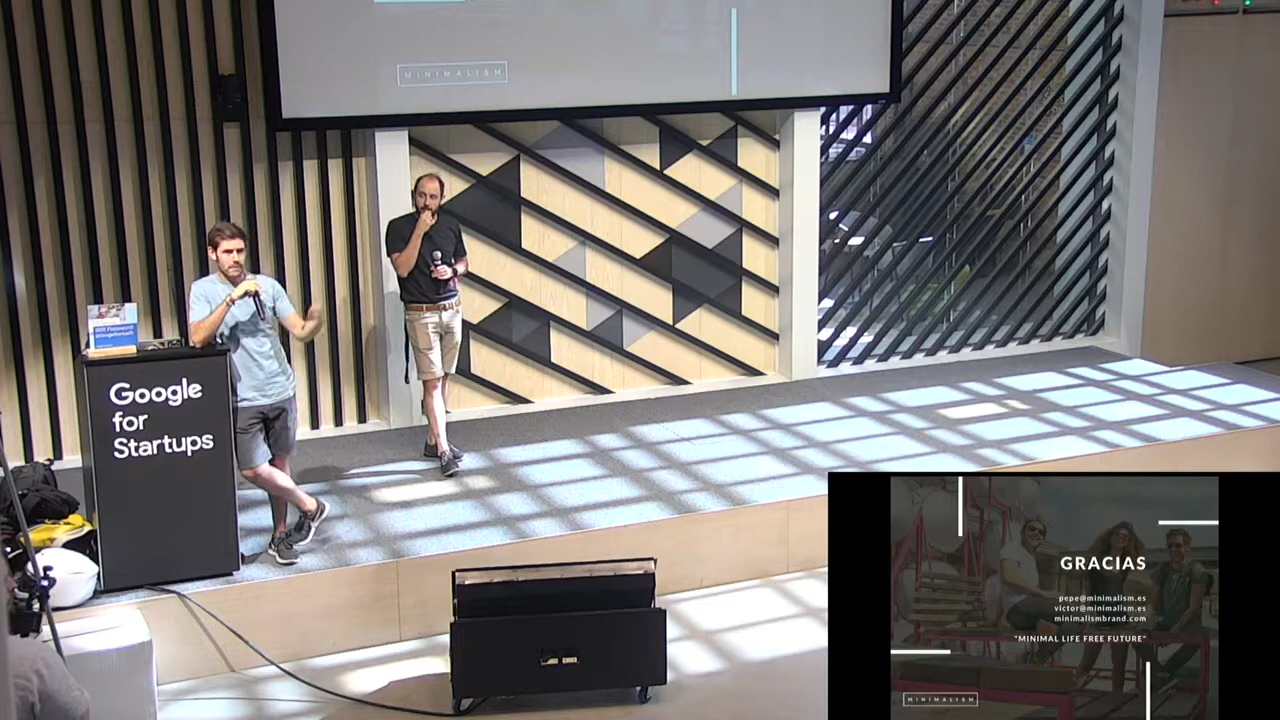 MINIMALISM
Google
for
Startups
GRACIAS
pepe@minimalism.es
victor@minimalism.es
minimalismbrand.com
"MINIMAL LIFE FREE FUTURE"
MINIMALISM